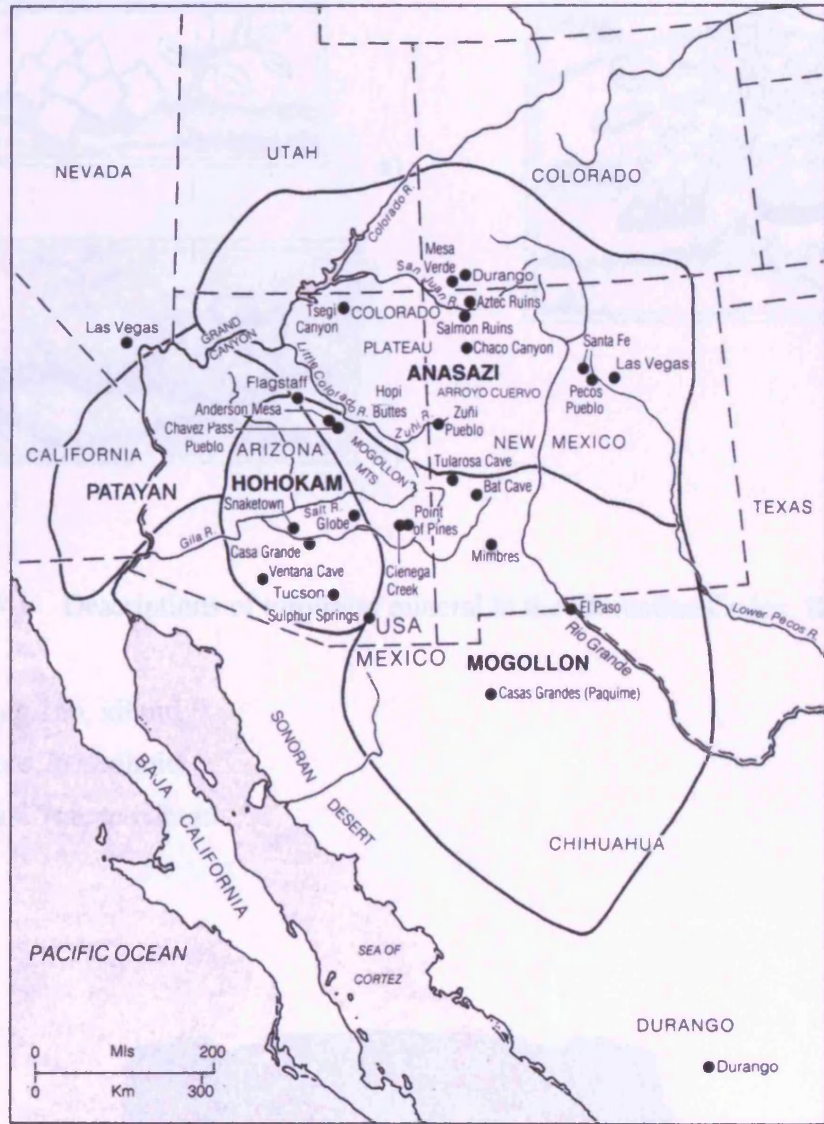 UTAH
NEVADA
COLORADO
Colorado R.
Mesa
Verde
Durango
San Juan R.
Aztec Ruins
Tsegi
Canyon
COLORADO
Salmon Ruins
Las Vegas
GRAND
CANYON
PLATEAU
Chaco Canyon
Santa Fe
Las Vegas
Little Colorado R.
ANASAZI
Flagstaff
Hopi
Buttes
ARROYO CUERVO
Pecos
Pueblo
Anderson Mesa
Zuñi R.
Zuñi
Pueblo
Chavez Pass
Pueblo
NEW MEXICO
CALIFORNIA
ARIZONA
MOGOLLON
MTS
Tularosa Cave
PATAYAN
HOHOKAM
Bat Cave
TEXAS
Snaketown
Salt R.
Globe
Point
of Pines
Gila R.
Casa Grande
Cienega
Creek
Mimbres
Ventana Cave
Tucson
Sulphur Springs
El Paso
Lower Pecos R.
USA
MEXICO
Rio Grande
MOGOLLON
Casas Grandes (Paquime)
SONORAN
DESERT
BAJA
CALIFORNIA
CHIHUAHUA
PACIFIC OCEAN
SEA OF
CORTEZ
DURANGO
Durango
0 Mls 200
0 Km 300